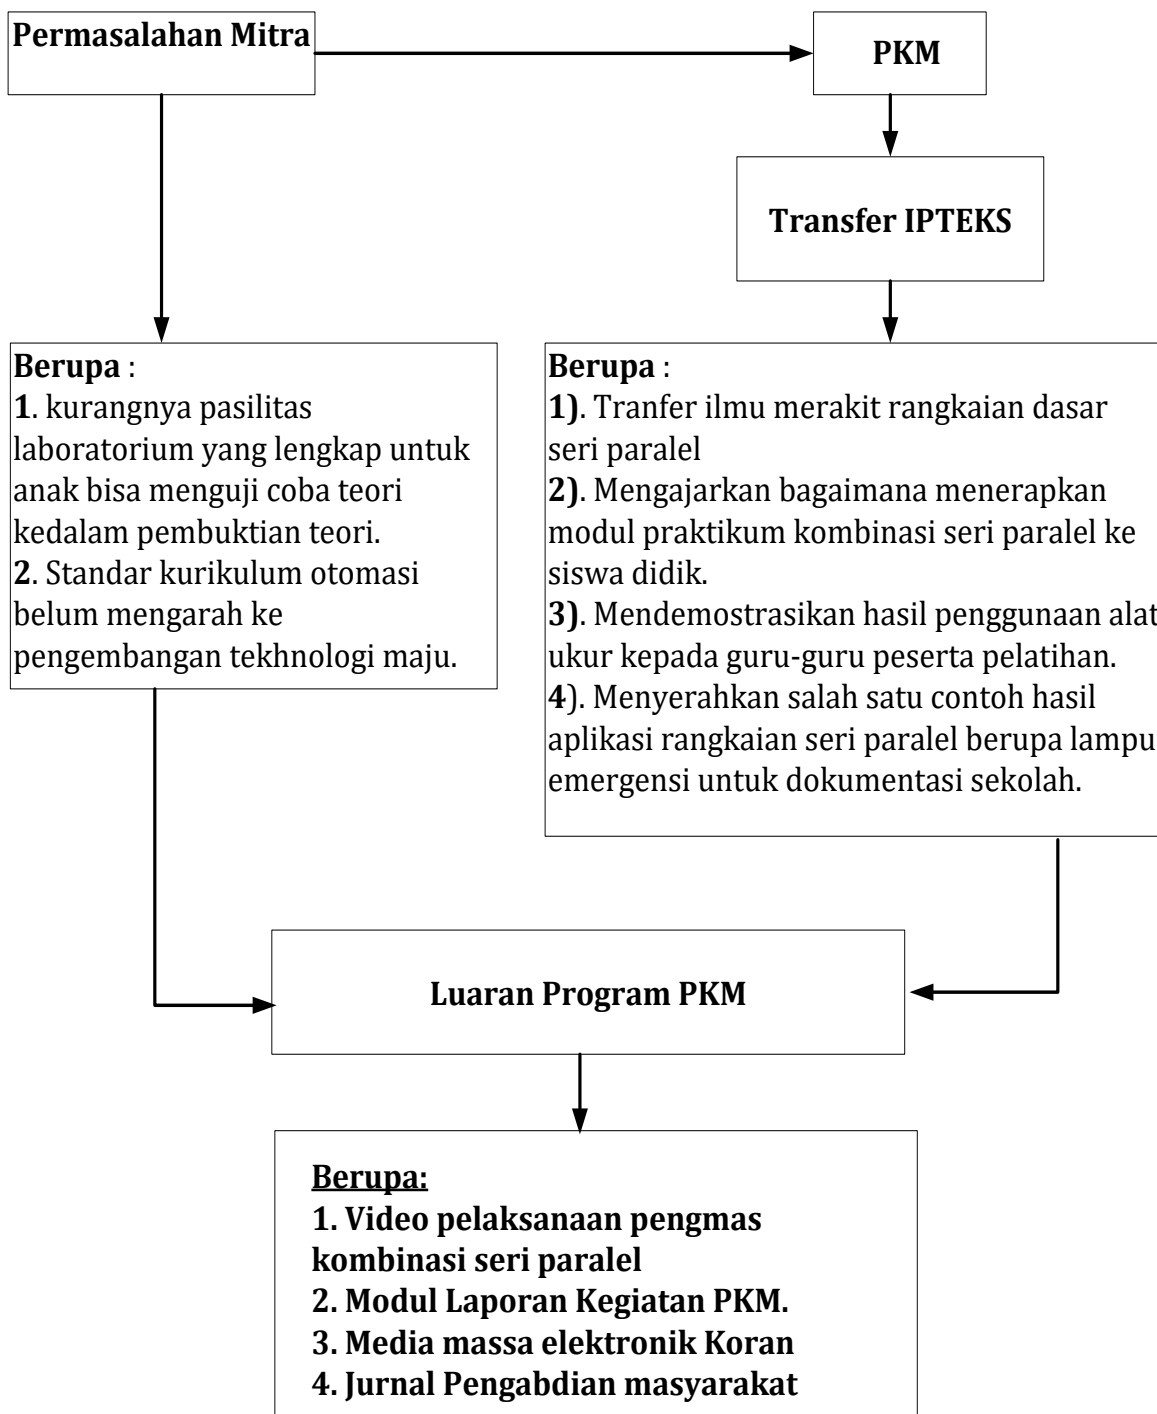 Permasalahan Mitra
PKM
Transfer IPTEKS
Berupa :
1. kurangnya pasilitas
laboratorium yang lengkap untuk
anak bisa menguji coba teori
kedalam pembuktian teori.
2. Standar kurikulum otomasi
belum mengarah ke
pengembangan tekhnologi maju.
Berupa :
1). Tranfer ilmu merakit rangkaian dasar
seri paralel
2). Mengajarkan bagaimana menerapkan
modul praktikum kombinasi seri paralel ke
siswa didik.
3). Mendemostrasikan hasil penggunaan alat
ukur kepada guru-guru peserta pelatihan.
4). Menyerahkan salah satu contoh hasil
aplikasi rangkaian seri paralel berupa lampu
emergensi untuk dokumentasi sekolah.
Luaran Program PKM
Berupa:
1. Video pelaksanaan pengmas
kombinasi seri paralel
2. Modul Laporan Kegiatan PKM.
3. Media massa elektronik Koran
4. Jurnal Pengabdian masyarakat